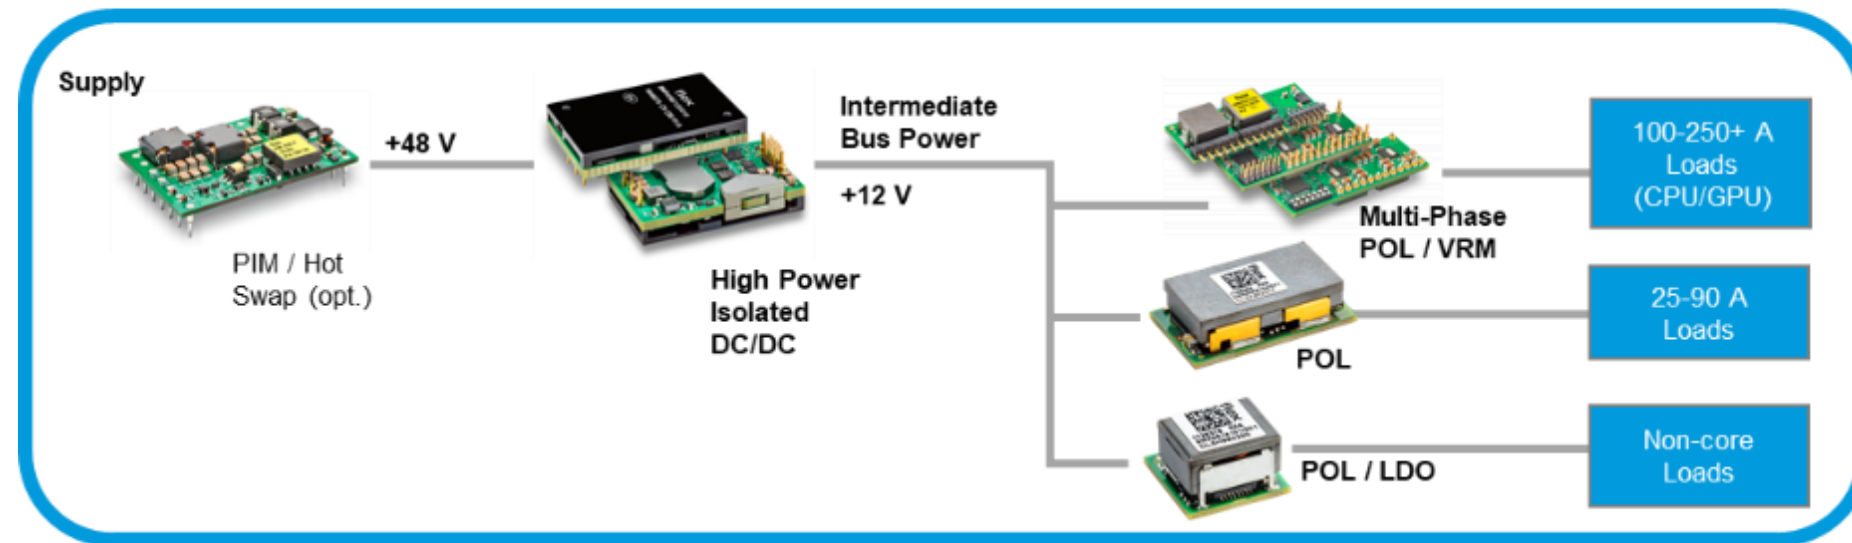 Supply
+48 V
PIM / Hot
Swap (opt.)
High Power
Isolated
DC/DC
Intermediate
Bus Power
+12 V
Multi-Phase
POL / VRM
100-250+ A
Loads
(CPU/GPU)
POL
25-90 A
Loads
POL / LDO
Non-core
Loads